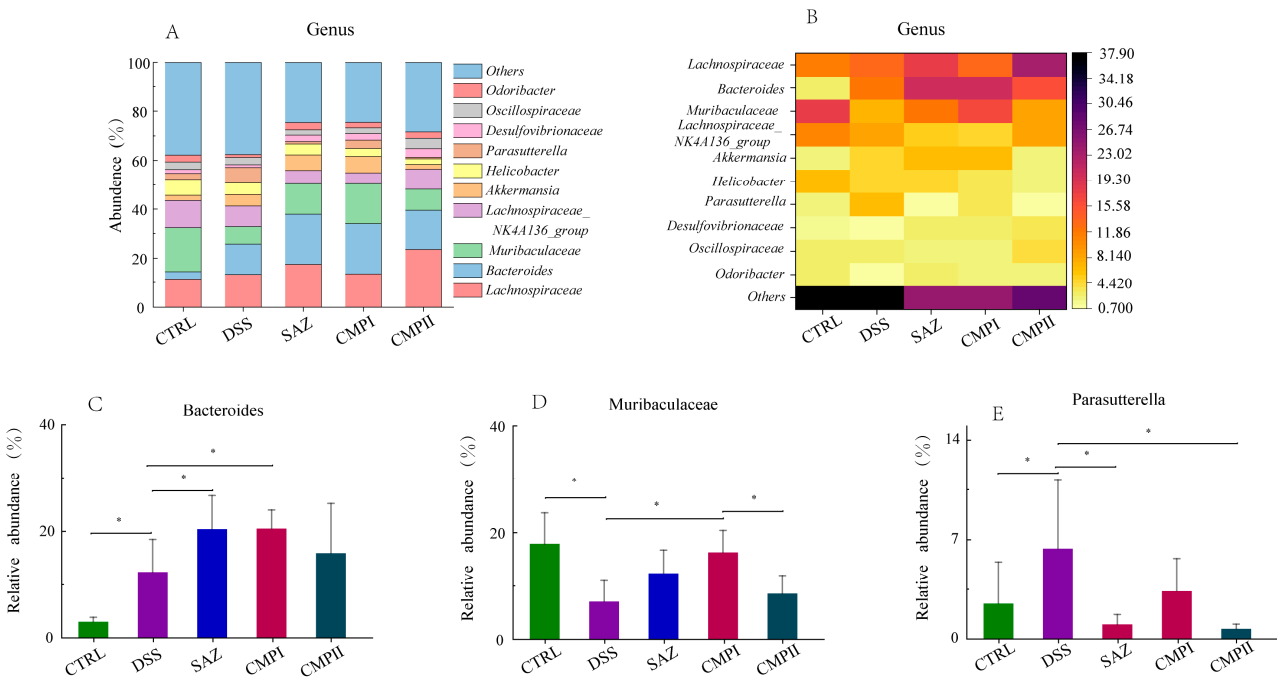 A
Genus
100
80
60
40
20
0
Abundence (%)
CTRL
DSS
SAZ
CMPI
CMPII
Others
Odoribacter
Oscillospiraceae
Desulfovibrionaceae
Parasutterella
Helicobacter
Akkermansia
Lachnospiraceae_
NK4A136_group
Muribaculaceae
Bacteroides
Lachnospiraceae
B
Genus
Lachnospiraceae
Bacteroides
Muribaculaceae
Lachnospiraceae_
NK4A136_group
Akkermansia
Helicobacter
Parasutterella
Desulfovibrionaceae
Oscillospiraceae
Odoribacter
Others
CTRL
DSS
SAZ
CMPI
CMPII
37.90
34.18
30.46
26.74
23.02
19.30
15.58
11.86
8.140
4.420
0.700
C
Bacteroides
Relative abundance (%)
40
20
0
*
*
*
CTRL
DSS
SAZ
CMPI
CMPII
D
Muribaculaceae
Relative abundance (%)
40
20
0
*
*
*
CTRL
DSS
SAZ
CMPI
CMPII
E
Parasutterella
Relative abundance (%)
14
7
0
*
*
*
CTRL
DSS
SAZ
CMPI
CMPII